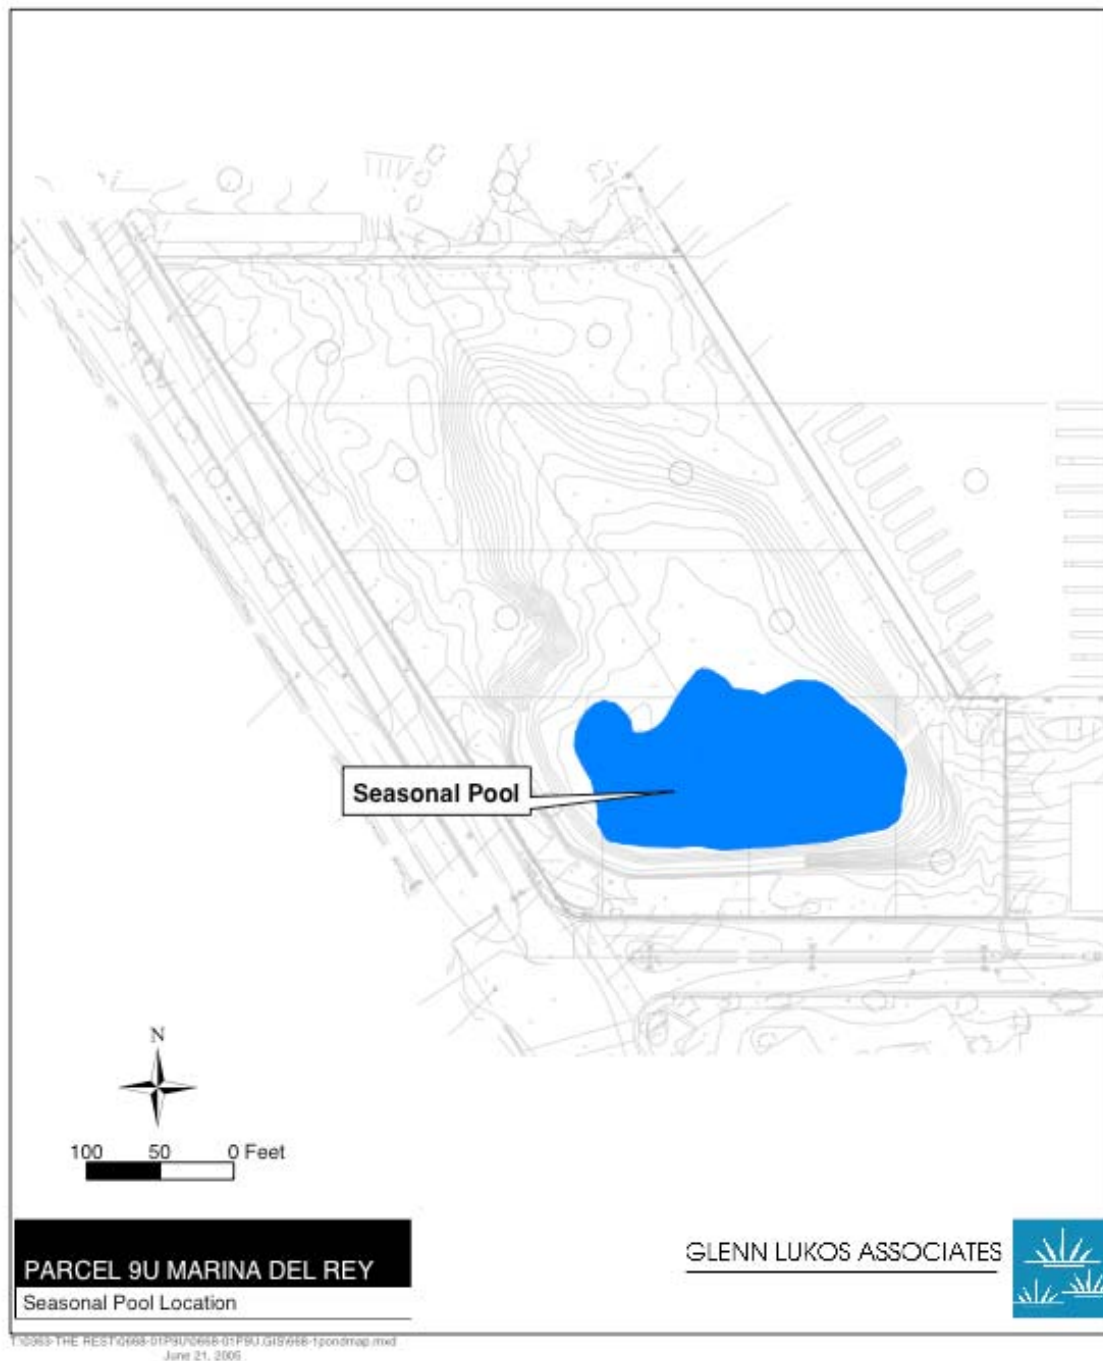 Seasonal Pool
N
100 50 0 Feet
PARCEL 9U MARINA DEL REY
Seasonal Pool Location
GLENN LUKOS ASSOCIATES
June 21, 2005